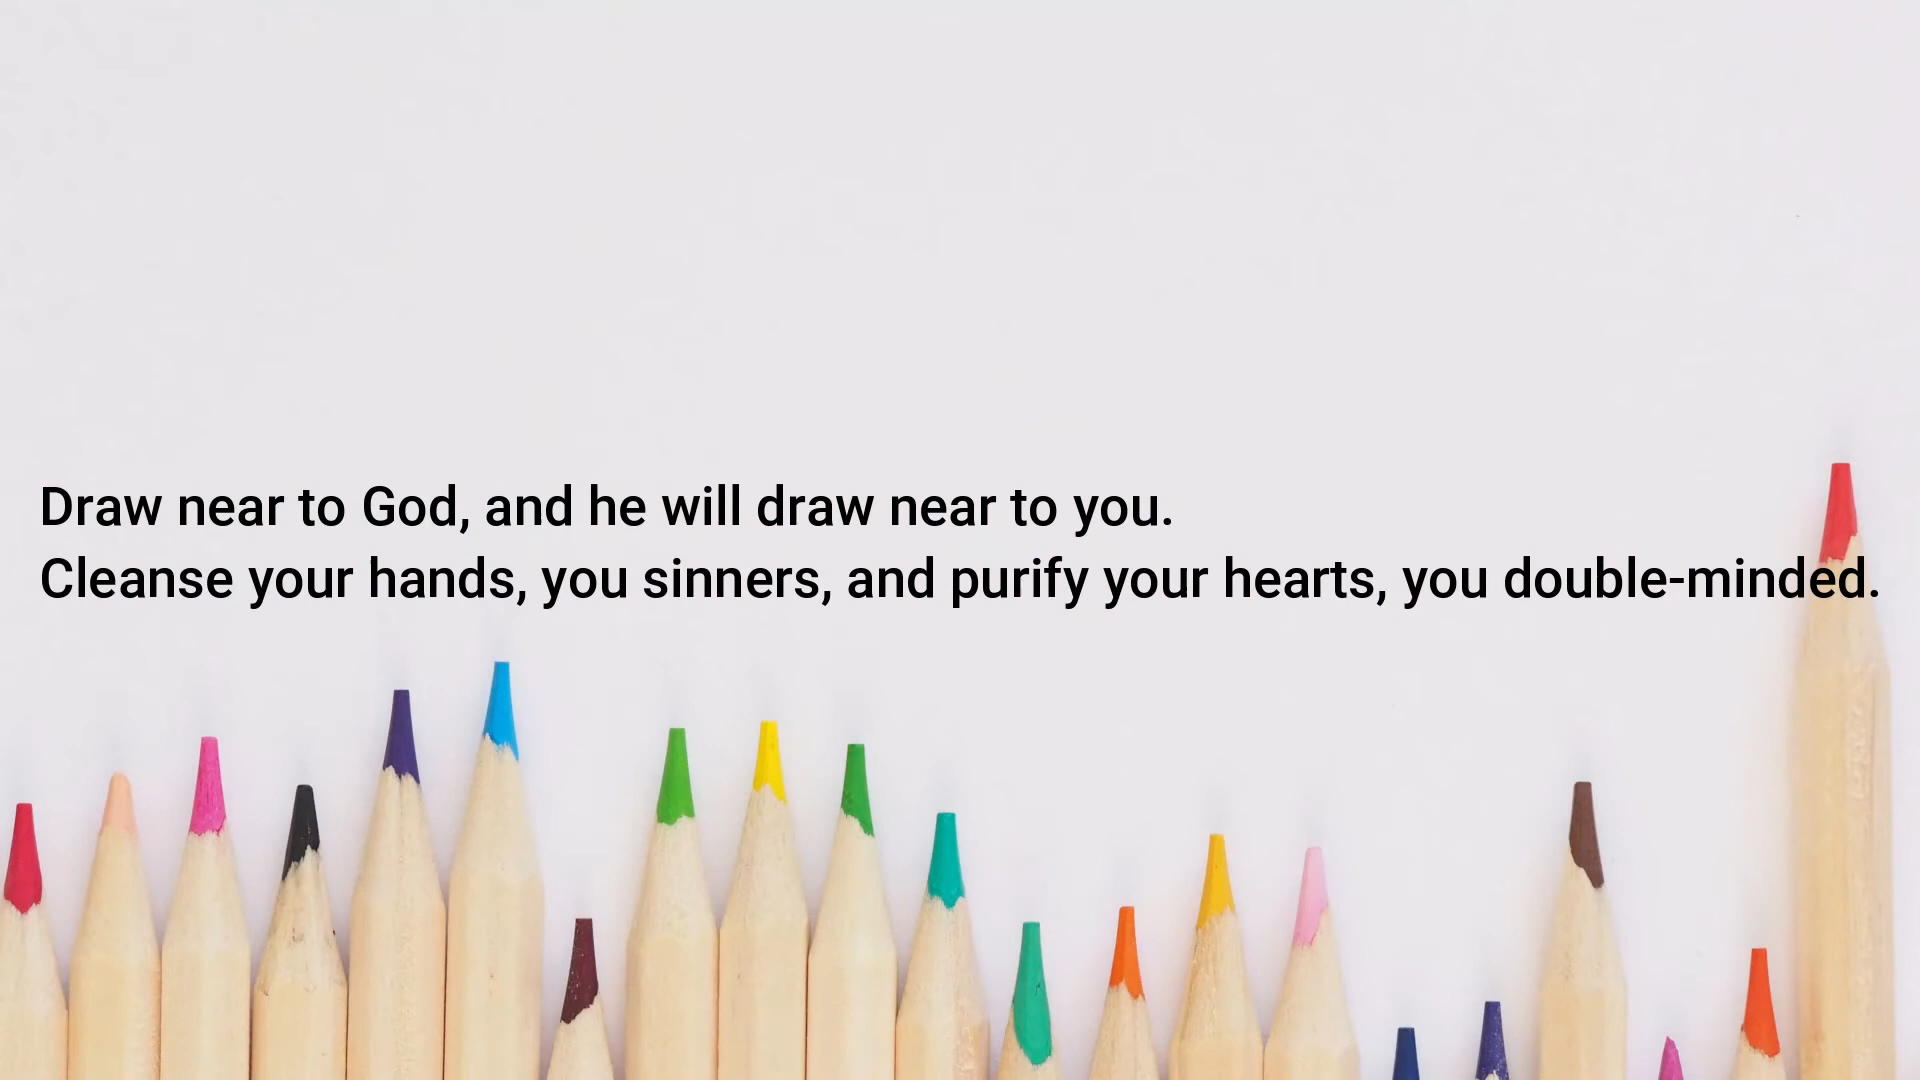 Draw near to God, and he will draw near to you.
Cleanse your hands, you sinners, and purify your hearts, you double-minded.